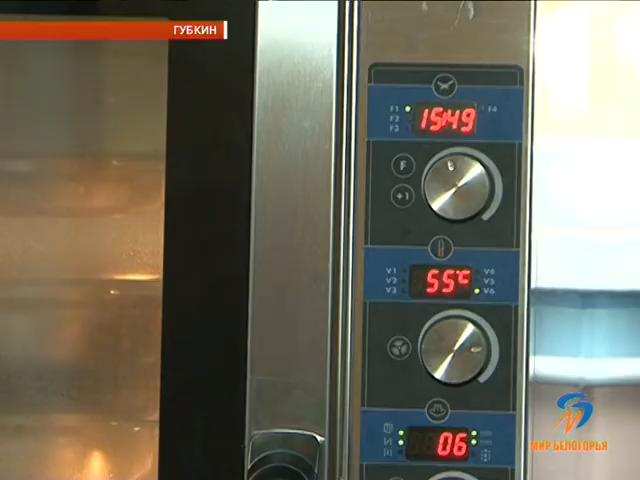 ГУБКИН
F1 F4
F2
F3
15:49
F
+1
V1 V4
V2 55°C V5
V3 V6
06
МИР БЕЛОГОРЬЯ